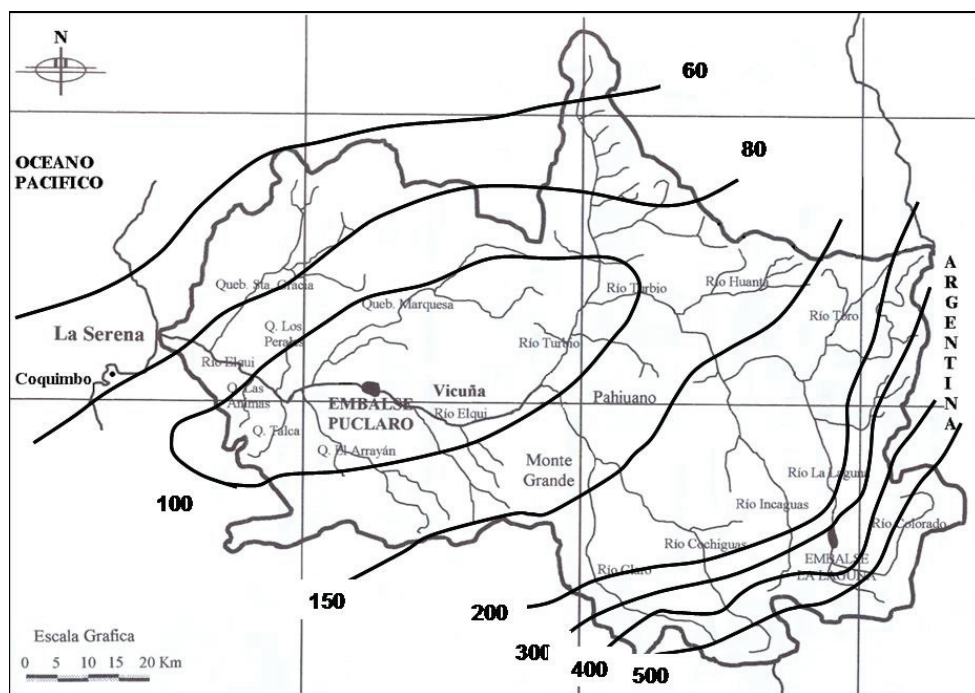 N
60
80
OCEANO
PACIFICO
ARGENTINA
Queb. Sta. Gracia
Queb. Marquesa
Río Turbio
Río Huanta
Río Toro
La Serena
Q. Los
Perales
Río Turbio
Río Elqui
Coquimbo
Q. Las
Animas
Vicuña
EMBALSE
PUCLARO
Río Elqui
Pahiuano
Q. Talca
Q. El Arrayán
Monte
Grande
Río La Laguna
100
Río Incaguas
Río Colorado
Río Cochiguas
EMBALSE
LA LAGUNA
Río Claro
150
200
300
400
500
Escala Grafica
0 5 10 15 20 Km